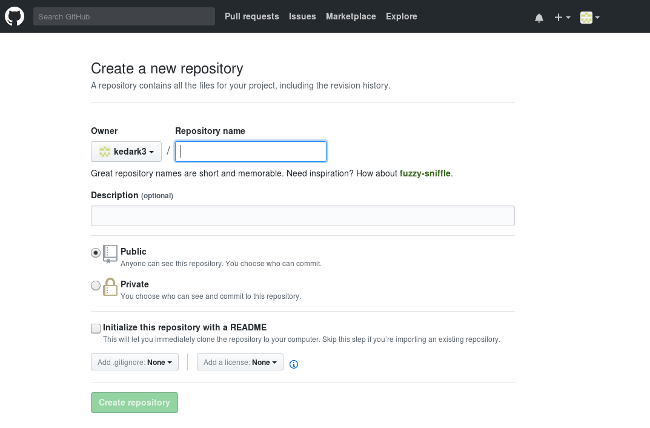 Search GitHub Pull requests Issues Marketplace Explore
Create a new repository
A repository contains all the files for your project, including the revision history.
Owner Repository name
kedark3 /
Great repository names are short and memorable. Need inspiration? How about fuzzy-sniffle.
Description (optional)
Public
Anyone can see this repository. You choose who can commit.
Private
You choose who can see and commit to this repository.
Initialize this repository with a README
This will let you immediately clone the repository to your computer. Skip this step if you're importing an existing repository.
Add .gitignore: None Add a license: None
Create repository